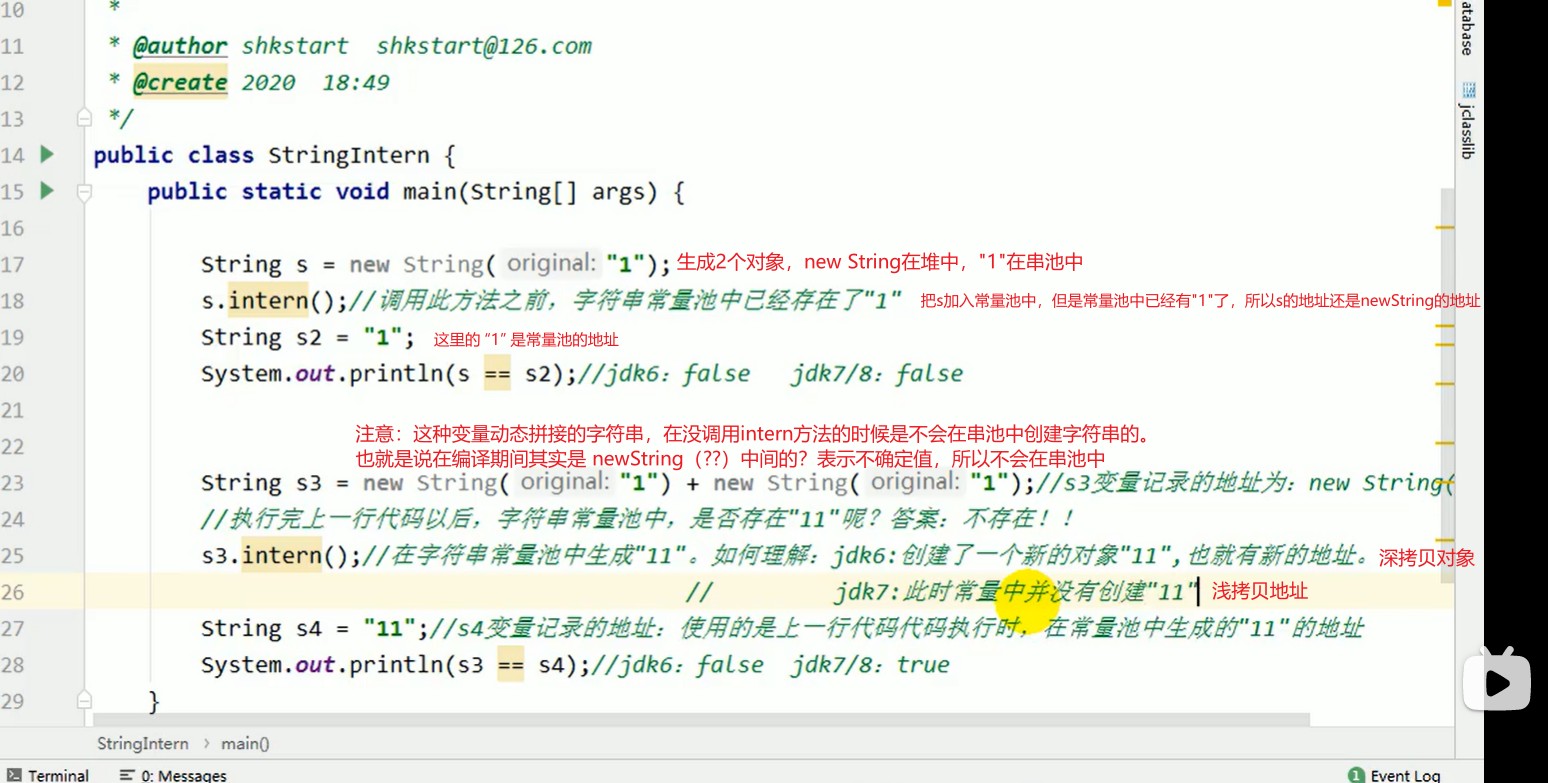 10 *
11 * @author shkstart shkstart@126.com
12 * @create 2020 18:49
13 */
14 public class StringIntern {
15 public static void main(String[] args) {
16
17 String s = new String( original: "1"); 生成2个对象，new String在堆中，"1"在串池中
18 s.intern();//调用此方法之前，字符串常量池中已经存在了"1" 把s加入常量池中，但是常量池中已经有"1"了，所以s的地址还是newString的地址
19 String s2 = "1"; 这里的 “1” 是常量池的地址
20 System.out.println(s == s2);//jdk6：false jdk7/8：false
21
注意：这种变量动态拼接的字符串，在没调用intern方法的时候是不会在串池中创建字符串的。
22
也就是说在编译期间其实是 newString（??）中间的？表示不确定值，所以不会在串池中
23 String s3 = new String( original: "1") + new String( original: "1");//s3变量记录的地址为：new String(
24 //执行完上一行代码以后，字符串常量池中，是否存在"11"呢？答案：不存在！！
25 s3.intern();//在字符串常量池中生成"11"。如何理解：jdk6:创建了一个新的对象"11",也就有新的地址。 深拷贝对象
26 // jdk7:此时常量中并没有创建"11" 浅拷贝地址
27 String s4 = "11";//s4变量记录的地址：使用的是上一行代码代码执行时，在常量池中生成的"11"的地址
28 System.out.println(s3 == s4);//jdk6：false jdk7/8：true
29 }
StringIntern › main()
Terminal 0: Messages 1 Event Log
atabase
jclasslib